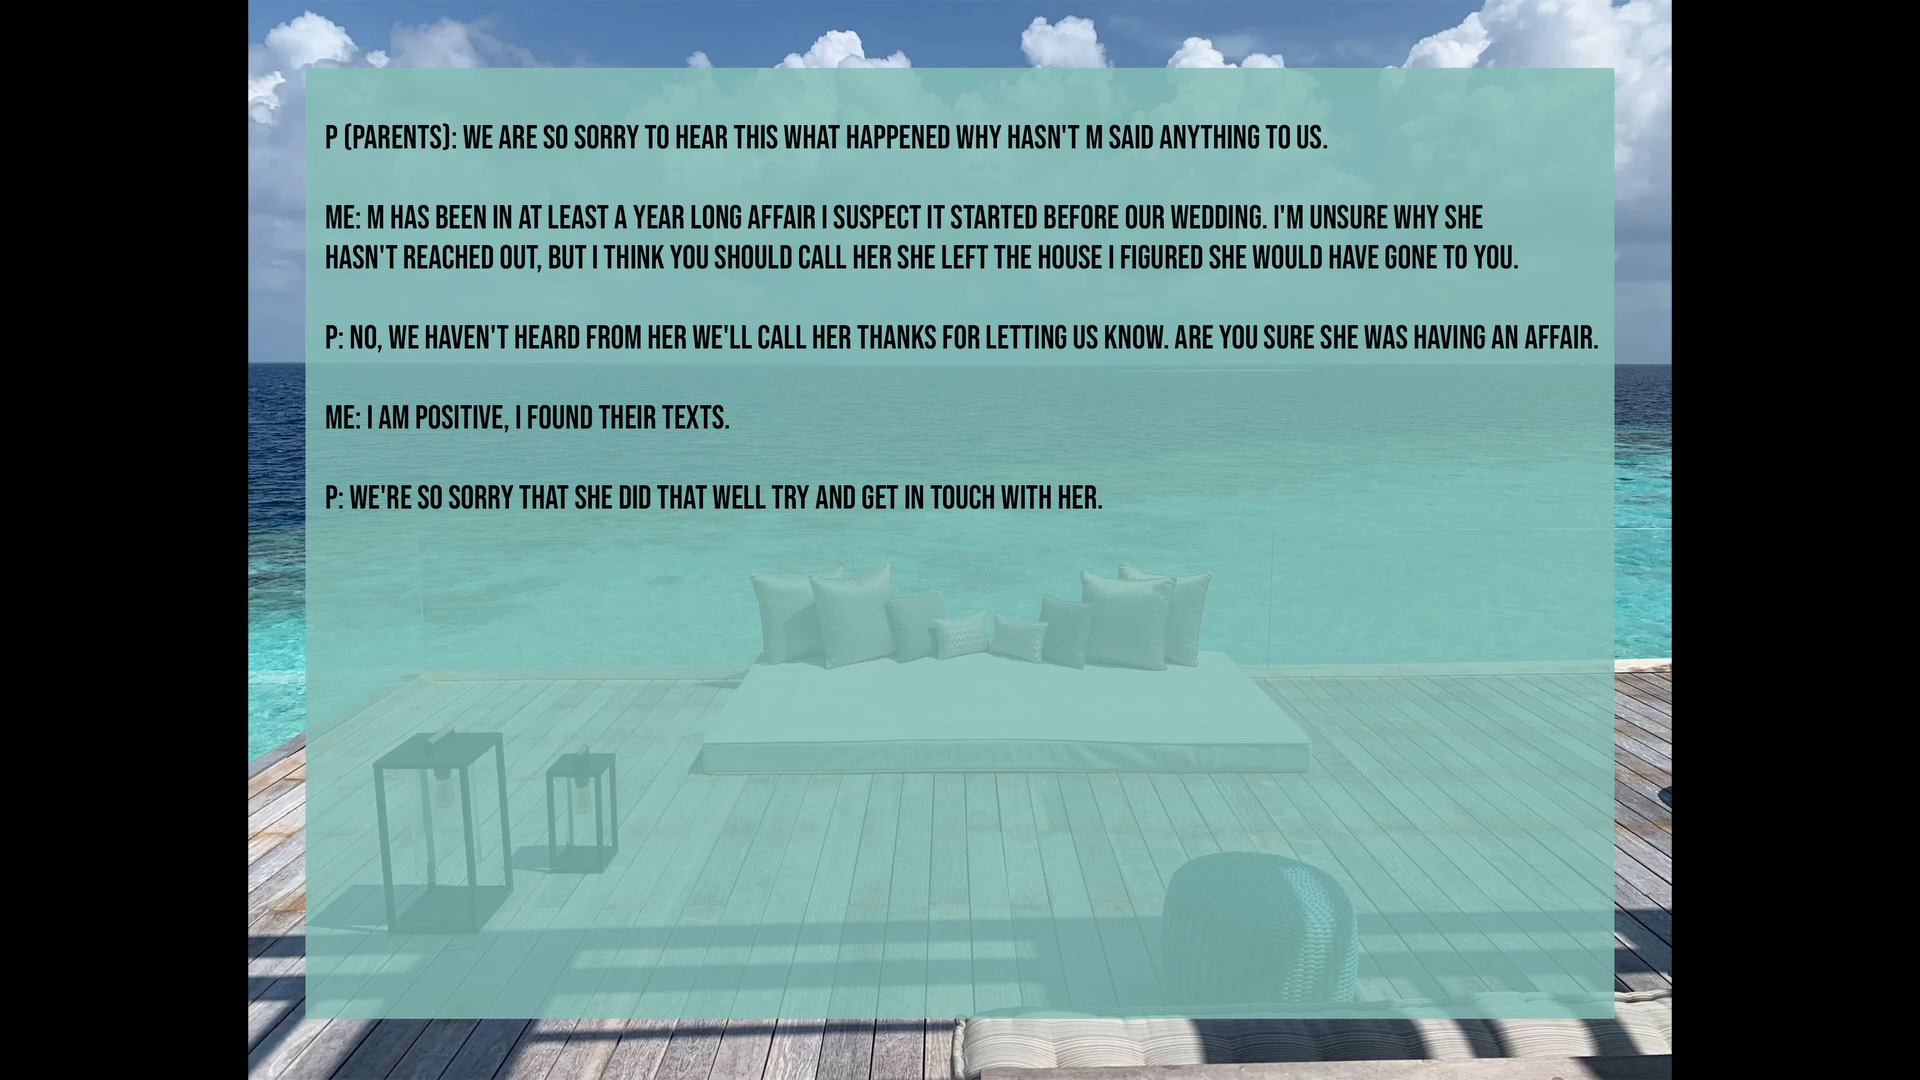 P (PARENTS): WE ARE SO SORRY TO HEAR THIS WHAT HAPPENED WHY HASN'T M SAID ANYTHING TO US.
ME: M HAS BEEN IN AT LEAST A YEAR LONG AFFAIR I SUSPECT IT STARTED BEFORE OUR WEDDING. I'M UNSURE WHY SHE
HASN'T REACHED OUT, BUT I THINK YOU SHOULD CALL HER SHE LEFT THE HOUSE I FIGURED SHE WOULD HAVE GONE TO YOU.
P: NO, WE HAVEN'T HEARD FROM HER WE'LL CALL HER THANKS FOR LETTING US KNOW. ARE YOU SURE SHE WAS HAVING AN AFFAIR.
ME: I AM POSITIVE, I FOUND THEIR TEXTS.
P: WE'RE SO SORRY THAT SHE DID THAT WELL TRY AND GET IN TOUCH WITH HER.